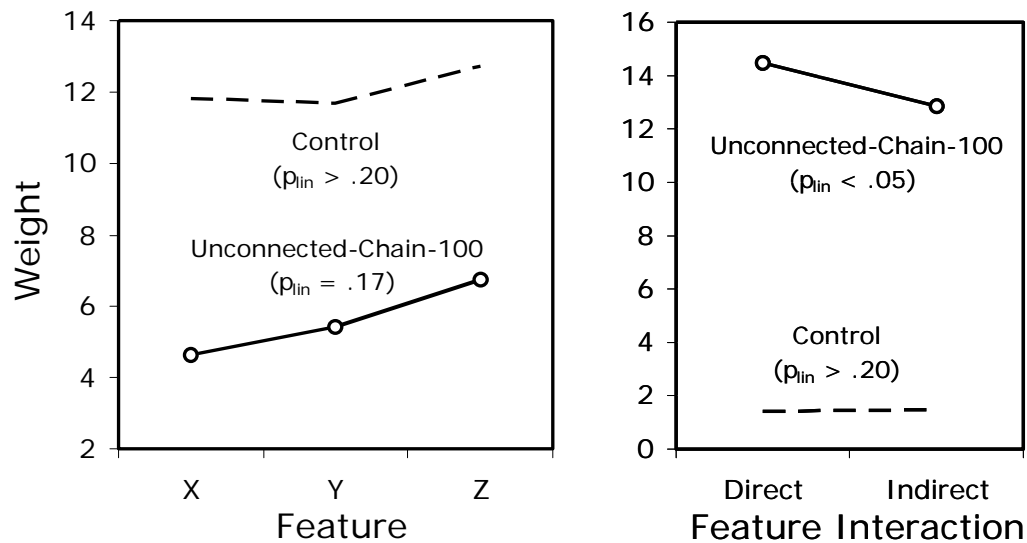 14
12
10
8
6
4
2
Weight
Control
(plin > .20)
Unconnected-Chain-100
(plin = .17)
X Y Z
Feature
16
14
12
10
8
6
4
2
0
Unconnected-Chain-100
(plin < .05)
Control
(plin > .20)
Direct Indirect
Feature Interaction